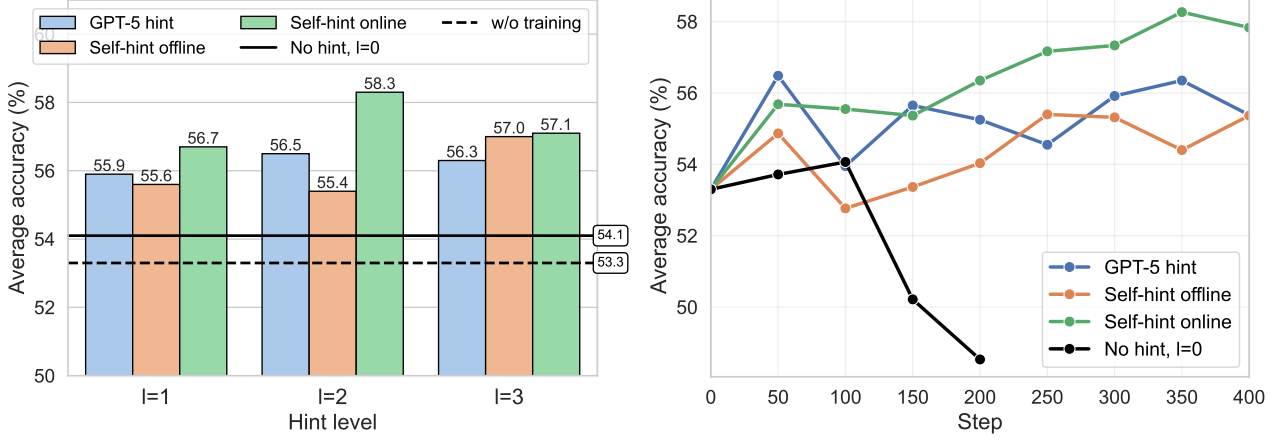 GPT-5 hint
Self-hint online
w/o training
Self-hint offline
No hint, l=0
Average accuracy (%)
60
58
56
54
52
50
55.9
55.6
56.7
56.5
55.4
58.3
56.3
57.0
57.1
54.1
53.3
l=1
l=2
l=3
Hint level
Average accuracy (%)
58
56
54
52
50
GPT-5 hint
Self-hint offline
Self-hint online
No hint, l=0
0 50 100 150 200 250 300 350 400
Step